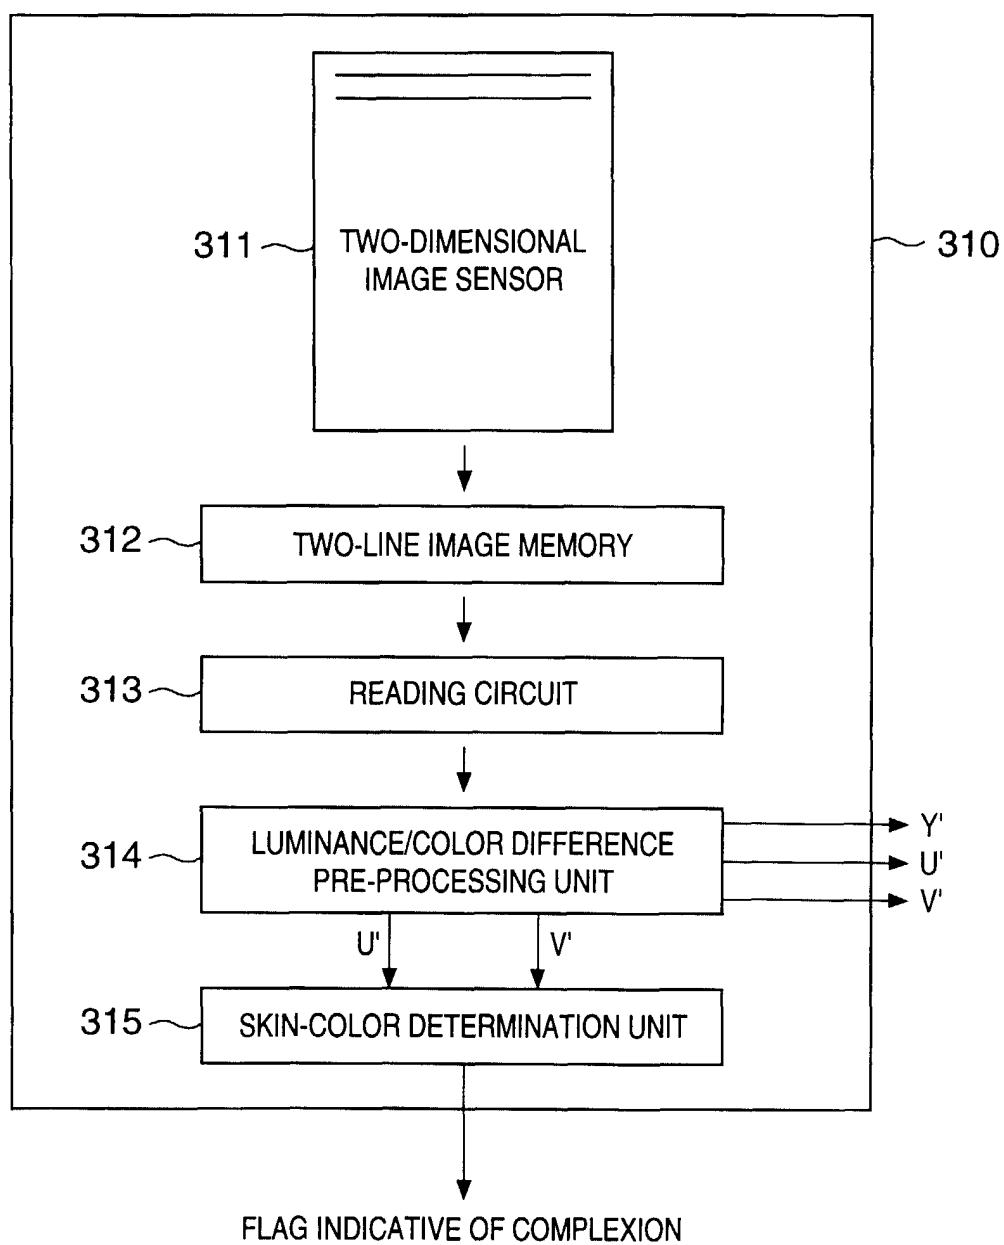 311
TWO-DIMENSIONAL
IMAGE SENSOR
310
312
TWO-LINE IMAGE MEMORY
313
READING CIRCUIT
314
LUMINANCE/COLOR DIFFERENCE
PRE-PROCESSING UNIT
Y'
U'
V'
U'
V'
315
SKIN-COLOR DETERMINATION UNIT
FLAG INDICATIVE OF COMPLEXION